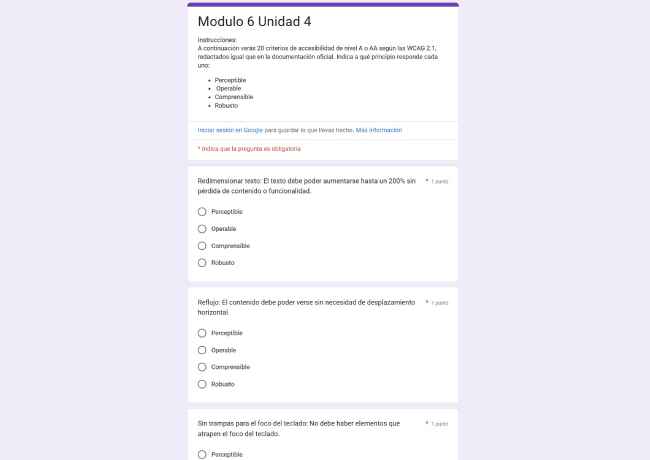 Modulo 6 Unidad 4
Instrucciones:
A continuación verás 20 criterios de accesibilidad de nivel A o AA según las WCAG 2.1,
redactados igual que en la documentación oficial. Indica a qué principio responde cada
uno:
• Perceptible
• Operable
• Comprensible
• Robusto
Iniciar sesión en Google para guardar lo que llevas hecho. Más información
* Indica que la pregunta es obligatoria
Redimensionar texto: El texto debe poder aumentarse hasta un 200% sin * 1 punto
pérdida de contenido o funcionalidad.
Perceptible
Operable
Comprensible
Robusto
Reflujo: El contenido debe poder verse sin necesidad de desplazamiento * 1 punto
horizontal.
Perceptible
Operable
Comprensible
Robusto
Sin trampas para el foco del teclado: No debe haber elementos que * 1 punto
atrapen el foco del teclado.
Perceptible